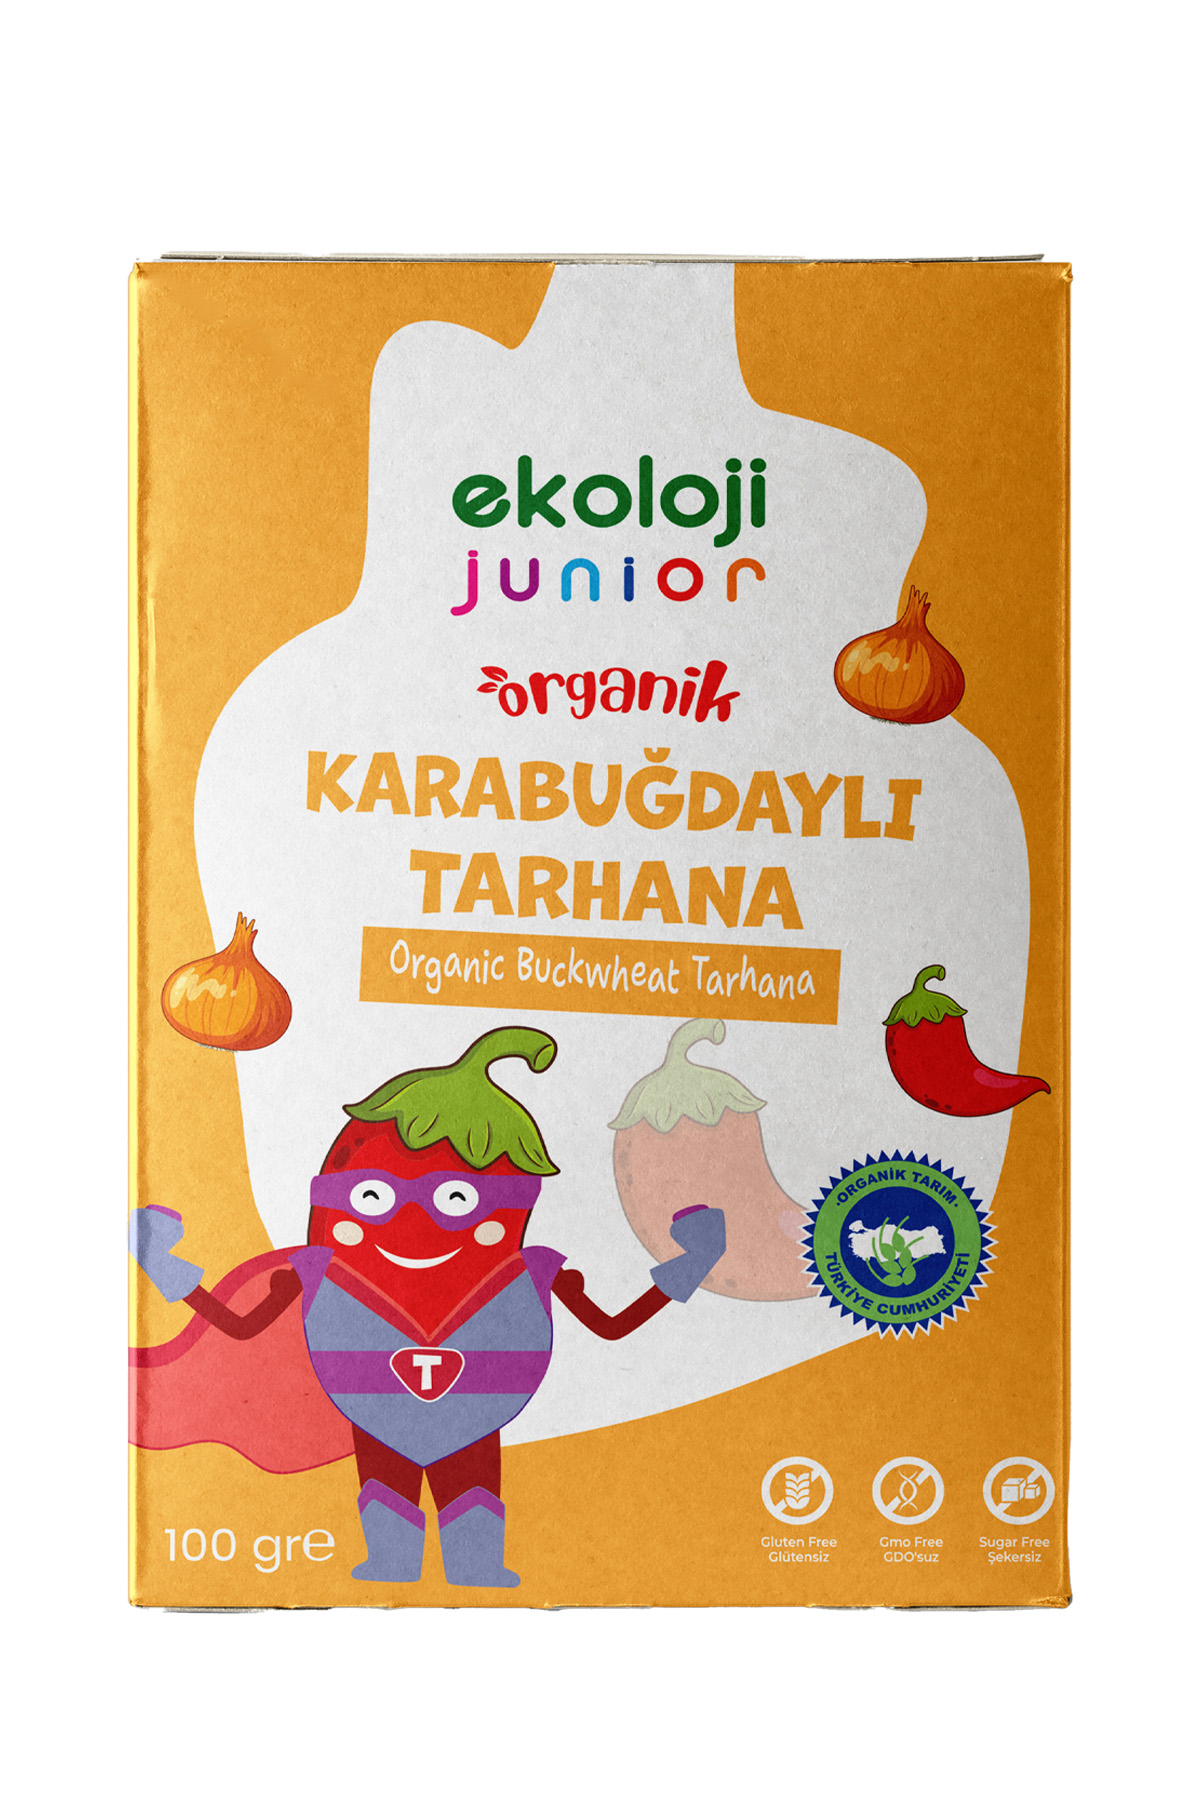 ekoloji
junior
organik
KARABUĞDAYLI
TARHANA
Organic Buckwheat Tarhana
·ORGANİK TARIM·
TÜRKİYE CUMHURİYETİ
T
100 gr℮
Gluten Free
Glütensiz
Gmo Free
GDO'suz
Sugar Free
Şekersiz